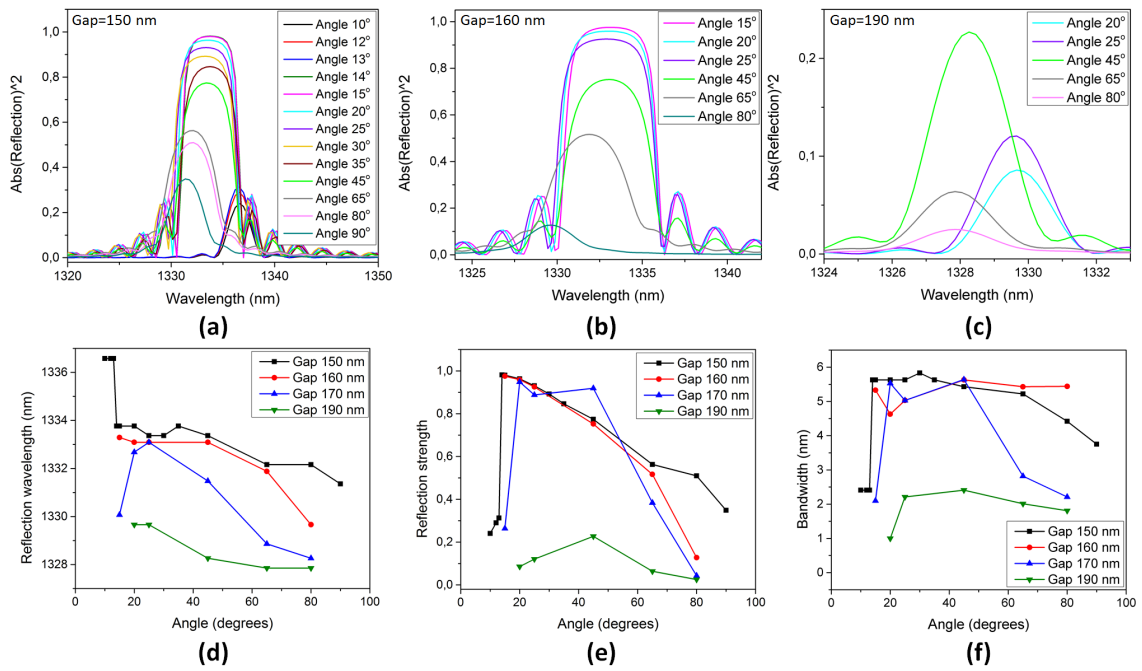 Gap=150 nm
Abs(Reflection)^2
1,0
0,8
0,6
0,4
0,2
0,0
1320
1330
1340
1350
Wavelength (nm)
Angle 10°
Angle 12°
Angle 13°
Angle 14°
Angle 15°
Angle 20°
Angle 25°
Angle 30°
Angle 35°
Angle 45°
Angle 65°
Angle 80°
Angle 90°
(a)
Gap=160 nm
Abs(Reflection)^2
1,0
0,8
0,6
0,4
0,2
0,0
1325
1330
1335
1340
Wavelength (nm)
Angle 15°
Angle 20°
Angle 25°
Angle 45°
Angle 65°
Angle 80°
(b)
Gap=190 nm
Abs(Reflection)^2
0,2
0,1
0,0
1324
1326
1328
1330
1332
Wavelength (nm)
Angle 20°
Angle 25°
Angle 45°
Angle 65°
Angle 80°
(c)
Reflection wavelength (nm)
1336
1334
1332
1330
1328
0
20
40
60
80
100
Angle (degrees)
Gap 150 nm
Gap 160 nm
Gap 170 nm
Gap 190 nm
(d)
Reflection strength
1,0
0,8
0,6
0,4
0,2
0,0
0
20
40
60
80
100
Angle (degrees)
Gap 150 nm
Gap 160 nm
Gap 170 nm
Gap 190 nm
(e)
Bandwidth (nm)
6
5
4
3
2
1
0
0
20
40
60
80
100
Angle (degrees)
Gap 150 nm
Gap 160 nm
Gap 170 nm
Gap 190 nm
(f)